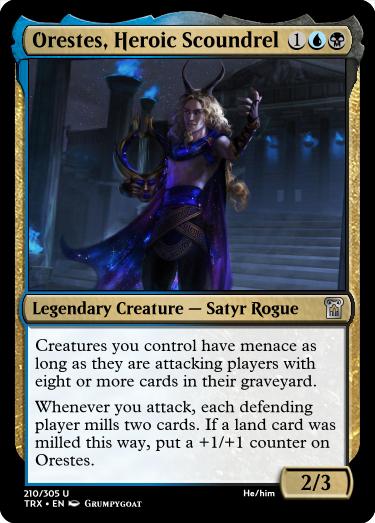 Orestes, Heroic Scoundrel 1
Legendary Creature — Satyr Rogue
Creatures you control have menace as
long as they are attacking players with
eight or more cards in their graveyard.
Whenever you attack, each defending
player mills two cards. If a land card was
milled this way, put a +1/+1 counter on
Orestes.
2/3
210/305 U
He/him
TRX • EN GRUMPYGOAT